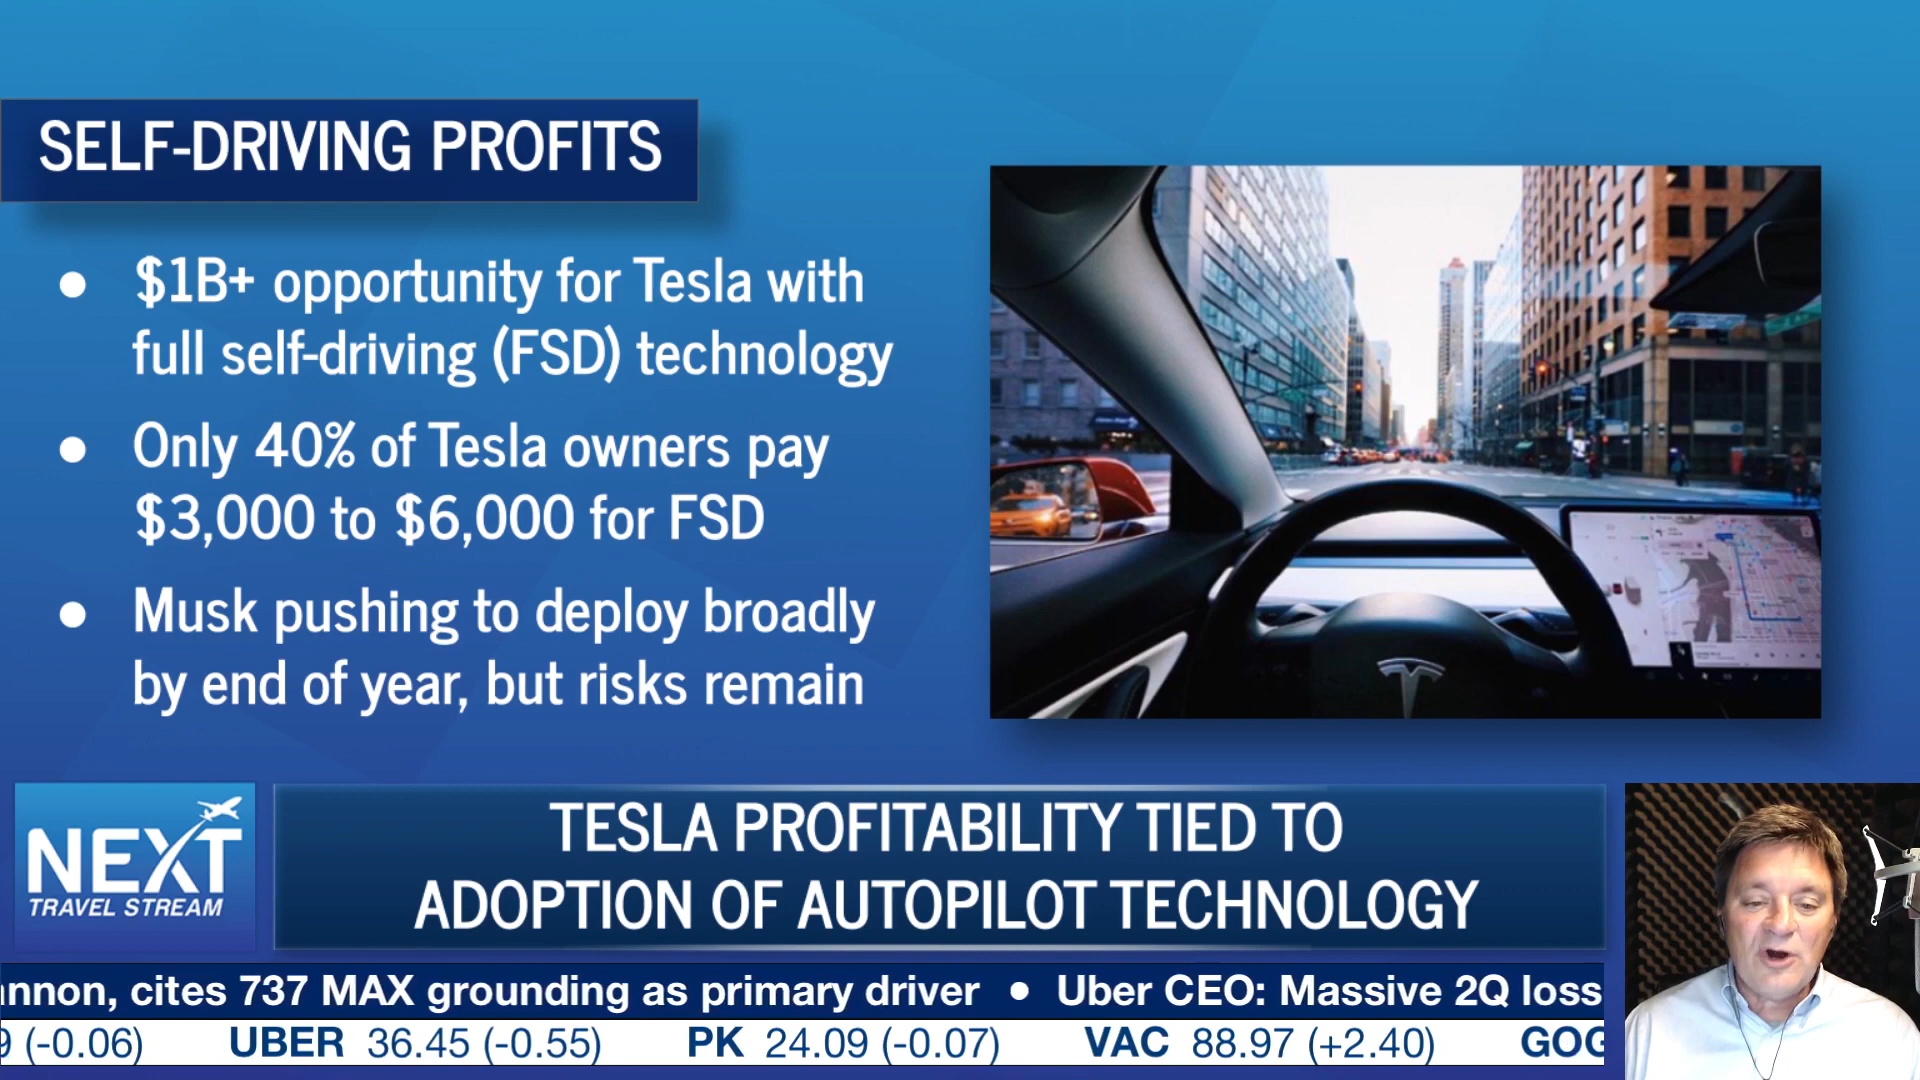 SELF-DRIVING PROFITS
• $1B+ opportunity for Tesla with
full self-driving (FSD) technology
• Only 40% of Tesla owners pay
$3,000 to $6,000 for FSD
• Musk pushing to deploy broadly
by end of year, but risks remain
NEXT
TRAVEL STREAM
TESLA PROFITABILITY TIED TO
ADOPTION OF AUTOPILOT TECHNOLOGY
nnon, cites 737 MAX grounding as primary driver • Uber CEO: Massive 2Q loss
9 (-0.06) UBER 36.45 (-0.55) PK 24.09 (-0.07) VAC 88.97 (+2.40) GOG